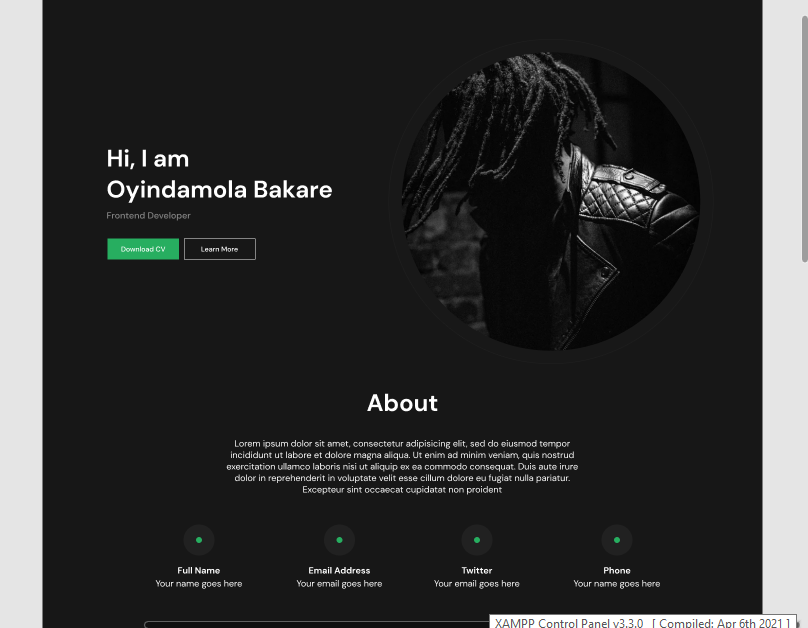 Hi, I am
Oyindamola Bakare
Frontend Developer
Download CV
Learn More
About
Lorem ipsum dolor sit amet, consectetur adipisicing elit, sed do eiusmod tempor
incididunt ut labore et dolore magna aliqua. Ut enim ad minim veniam, quis nostrud
exercitation ullamco laboris nisi ut aliquip ex ea commodo consequat. Duis aute irure
dolor in reprehenderit in voluptate velit esse cillum dolore eu fugiat nulla pariatur.
Excepteur sint occaecat cupidatat non proident
Full Name
Your name goes here
Email Address
Your email goes here
Twitter
Your email goes here
Phone
Your name goes here
XAMPP Control Panel v3.3.0 [ Compiled: Apr 6th 2021 ]